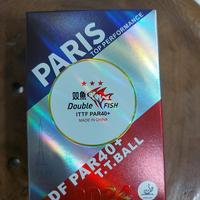 PARIS
TOP PERFORMANCE
双鱼
Double FISH
ITTF PAR40+
MADE IN CHINA
DF PAR40+
T.T.BALL